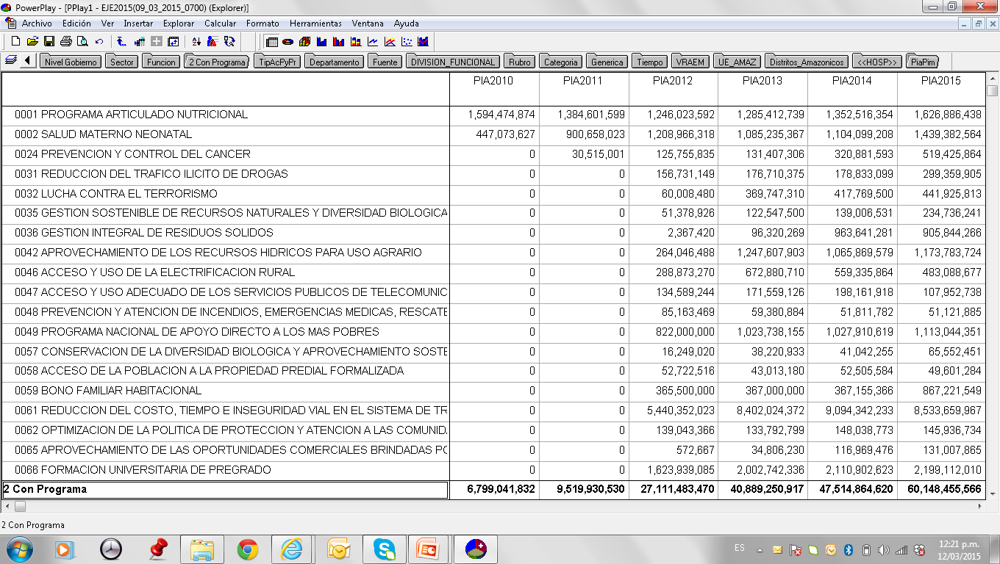 PowerPlay - [PPlay1 - EJE2015(09_03_2015_0700) (Explorer)]
Archivo Edición Ver Insertar Explorar Calcular Formato Herramientas Ventana Ayuda
Nivel Gobierno Sector Funcion 2 Con Programa TipAcPyPr Departamento Fuente DIVISION_FUNCIONAL Rubro Categoria Generica Tiempo VRAEM UE_AMAZ Distritos_Amazonicos <<HOSP>> PiaPim
PIA2010 PIA2011 PIA2012 PIA2013 PIA2014 PIA2015
0001 PROGRAMA ARTICULADO NUTRICIONAL 1,594,474,874 1,384,601,599 1,246,023,592 1,285,412,739 1,352,516,354 1,626,886,438
0002 SALUD MATERNO NEONATAL 447,073,627 900,658,023 1,208,966,318 1,085,235,367 1,104,099,208 1,439,382,564
0024 PREVENCION Y CONTROL DEL CANCER 0 30,515,001 125,755,835 131,407,306 320,881,593 519,425,864
0031 REDUCCION DEL TRAFICO ILICITO DE DROGAS 0 0 156,731,149 176,710,375 178,833,099 299,359,905
0032 LUCHA CONTRA EL TERRORISMO 0 0 60,008,480 369,747,310 417,769,500 441,925,813
0035 GESTION SOSTENIBLE DE RECURSOS NATURALES Y DIVERSIDAD BIOLOGICA 0 0 51,378,926 122,547,500 139,006,531 234,736,241
0036 GESTION INTEGRAL DE RESIDUOS SOLIDOS 0 0 2,367,420 96,320,269 963,641,281 905,844,266
0042 APROVECHAMIENTO DE LOS RECURSOS HIDRICOS PARA USO AGRARIO 0 0 264,046,488 1,247,607,903 1,065,869,579 1,173,783,724
0046 ACCESO Y USO DE LA ELECTRIFICACION RURAL 0 0 288,873,270 672,880,710 559,335,864 483,088,677
0047 ACCESO Y USO ADECUADO DE LOS SERVICIOS PUBLICOS DE TELECOMUNIC 0 0 134,589,244 171,559,126 198,161,918 107,952,738
0048 PREVENCION Y ATENCION DE INCENDIOS, EMERGENCIAS MEDICAS, RESCATE 0 0 85,163,469 59,380,884 51,811,782 51,121,885
0049 PROGRAMA NACIONAL DE APOYO DIRECTO A LOS MAS POBRES 0 0 822,000,000 1,023,738,155 1,027,910,619 1,113,044,351
0057 CONSERVACION DE LA DIVERSIDAD BIOLOGICA Y APROVECHAMIENTO SOSTE 0 0 16,249,020 38,220,933 41,042,255 65,552,451
0058 ACCESO DE LA POBLACION A LA PROPIEDAD PREDIAL FORMALIZADA 0 0 52,722,516 43,013,180 52,505,584 49,601,284
0059 BONO FAMILIAR HABITACIONAL 0 0 365,500,000 367,000,000 367,155,366 867,221,549
0061 REDUCCION DEL COSTO, TIEMPO E INSEGURIDAD VIAL EN EL SISTEMA DE TR 0 0 5,440,352,023 8,402,024,372 9,094,342,233 8,533,659,967
0062 OPTIMIZACION DE LA POLITICA DE PROTECCION Y ATENCION A LAS COMUNID. 0 0 139,043,366 133,792,799 148,038,773 145,936,734
0065 APROVECHAMIENTO DE LAS OPORTUNIDADES COMERCIALES BRINDADAS PO 0 0 572,667 34,806,230 116,969,476 131,007,865
0066 FORMACION UNIVERSITARIA DE PREGRADO 0 0 1,623,939,085 2,002,742,336 2,110,902,623 2,199,112,010
2 Con Programa 6,799,041,832 9,519,930,530 27,111,483,470 40,889,250,917 47,514,864,620 60,148,455,566
2 Con Programa
ES
12:21 p.m.
12/03/2015